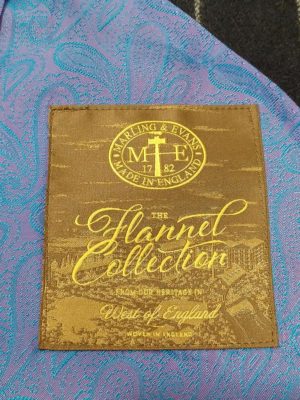 MARLING & EVANS
M E
17 82
MADE IN ENGLAND
THE
Flannel
Collection
FROM OUR HERITAGE IN
West of England
WOVEN IN ENGLAND